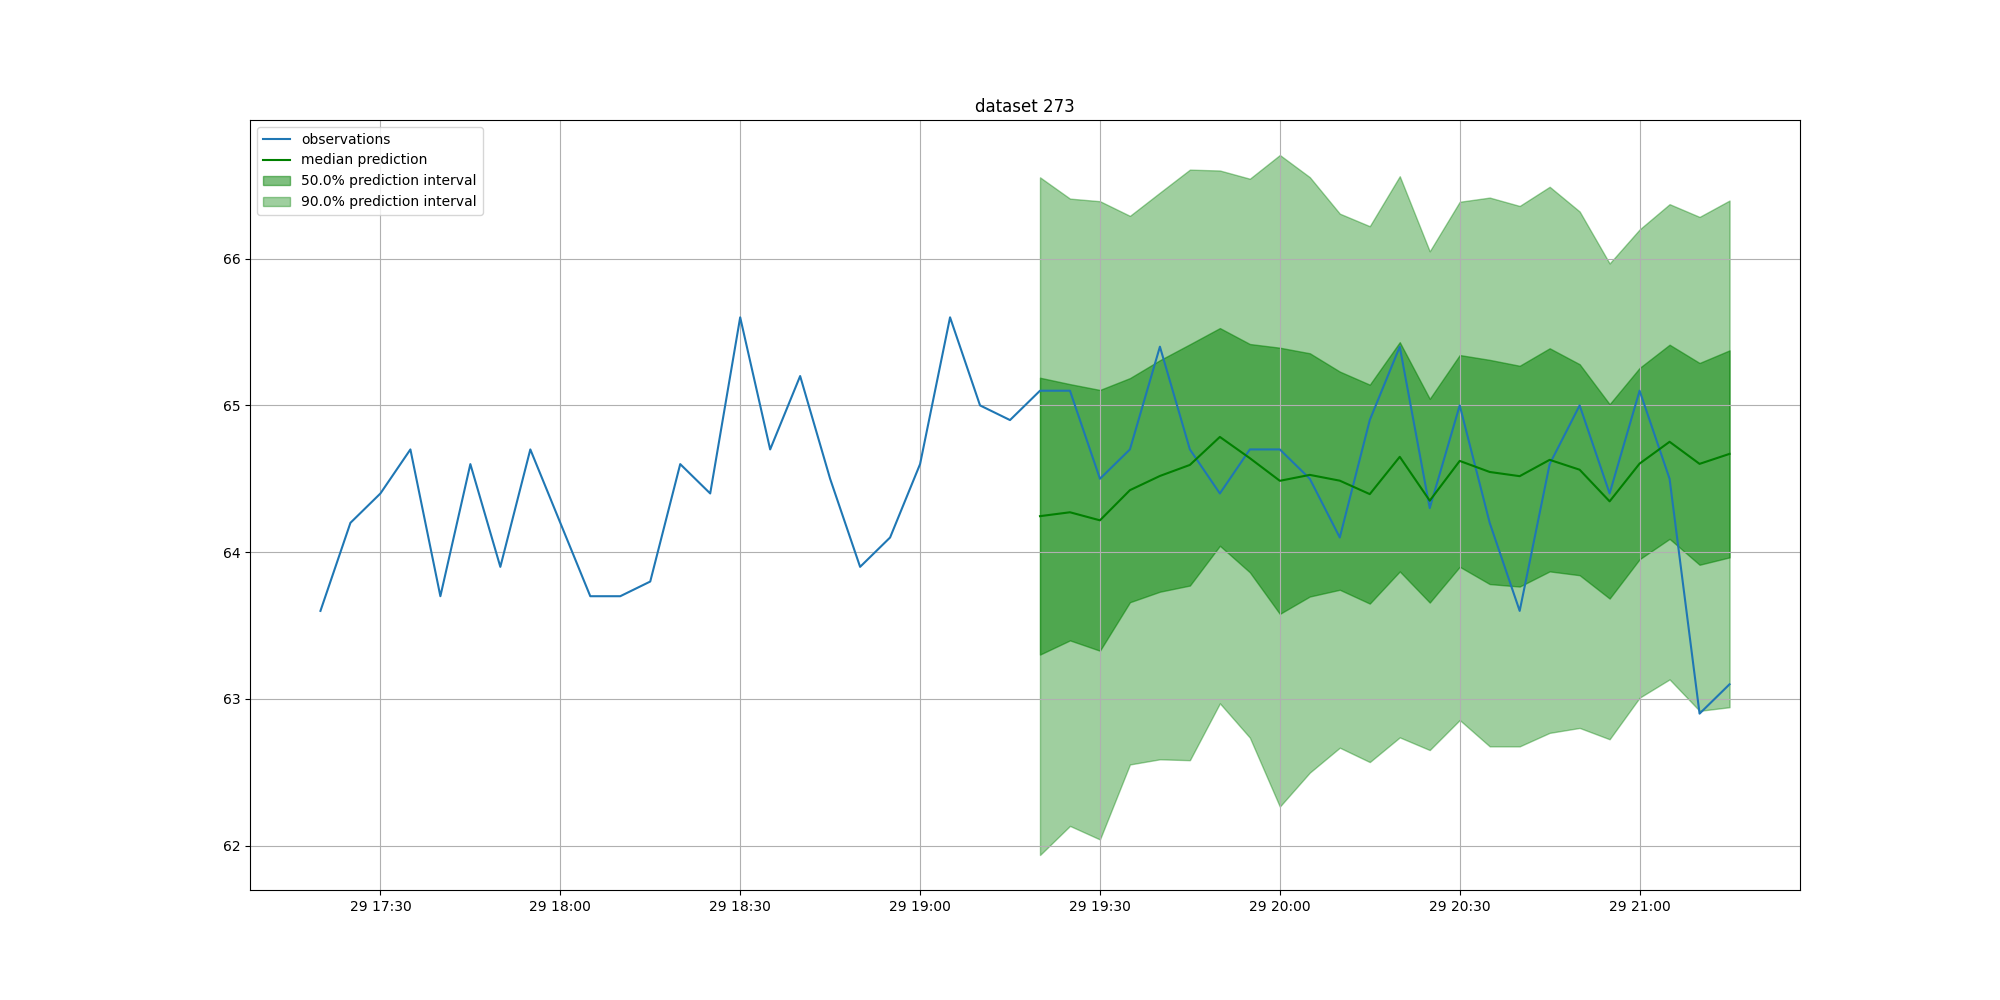 dataset 273
observations
median prediction
50.0% prediction interval
90.0% prediction interval
66
65
64
63
62
29 17:30
29 18:00
29 18:30
29 19:00
29 19:30
29 20:00
29 20:30
29 21:00